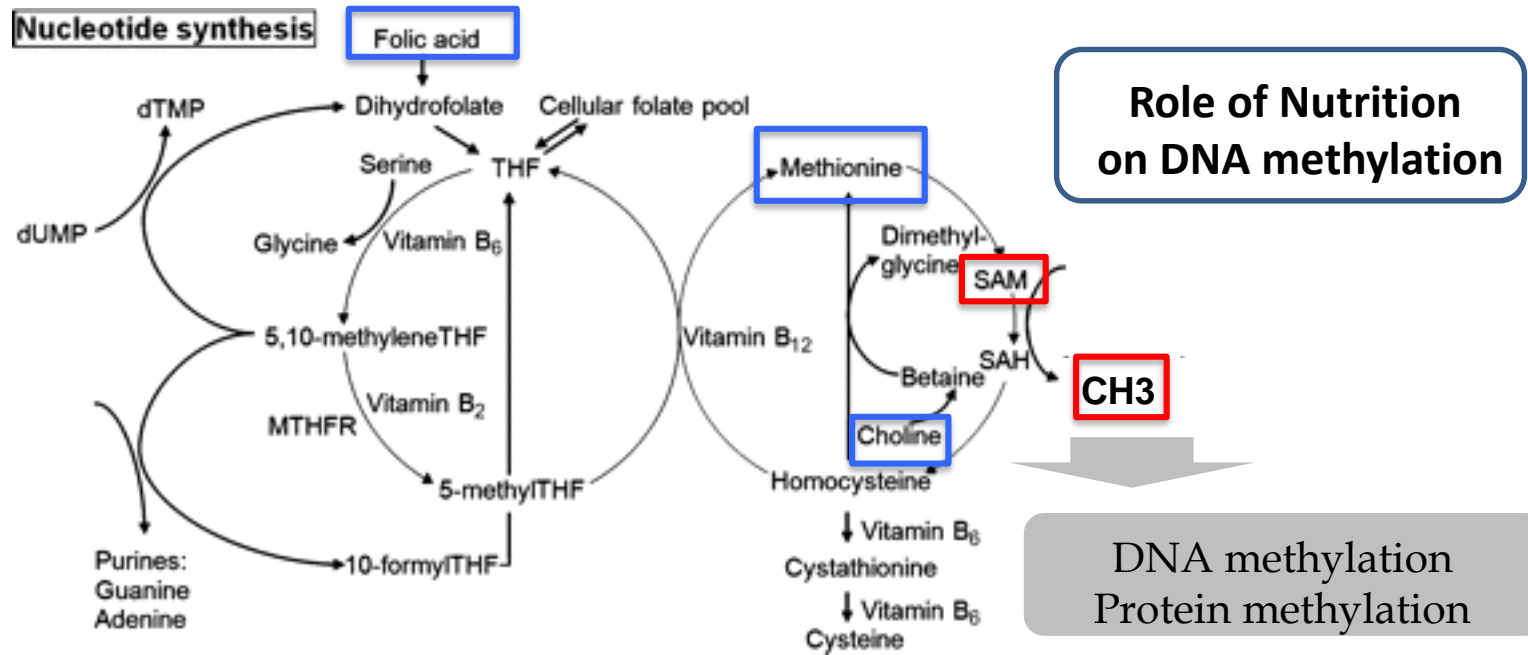 Nucleotide synthesis
Folic acid
Role of Nutrition
on DNA methylation
dTMP
Dihydrofolate
Cellular folate pool
Serine
THF
Methionine
dUMP
Glycine
Vitamin B₆
Dimethyl-
glycine
SAM
5,10-methyleneTHF
Vitamin B₁₂
SAH
Betaine
CH3
MTHFR
Vitamin B₂
Choline
5-methylTHF
Homocysteine
Vitamin B₆
Purines:
Guanine
Adenine
10-formylTHF
Cystathionine
DNA methylation
Protein methylation
Vitamin B₆
Cysteine